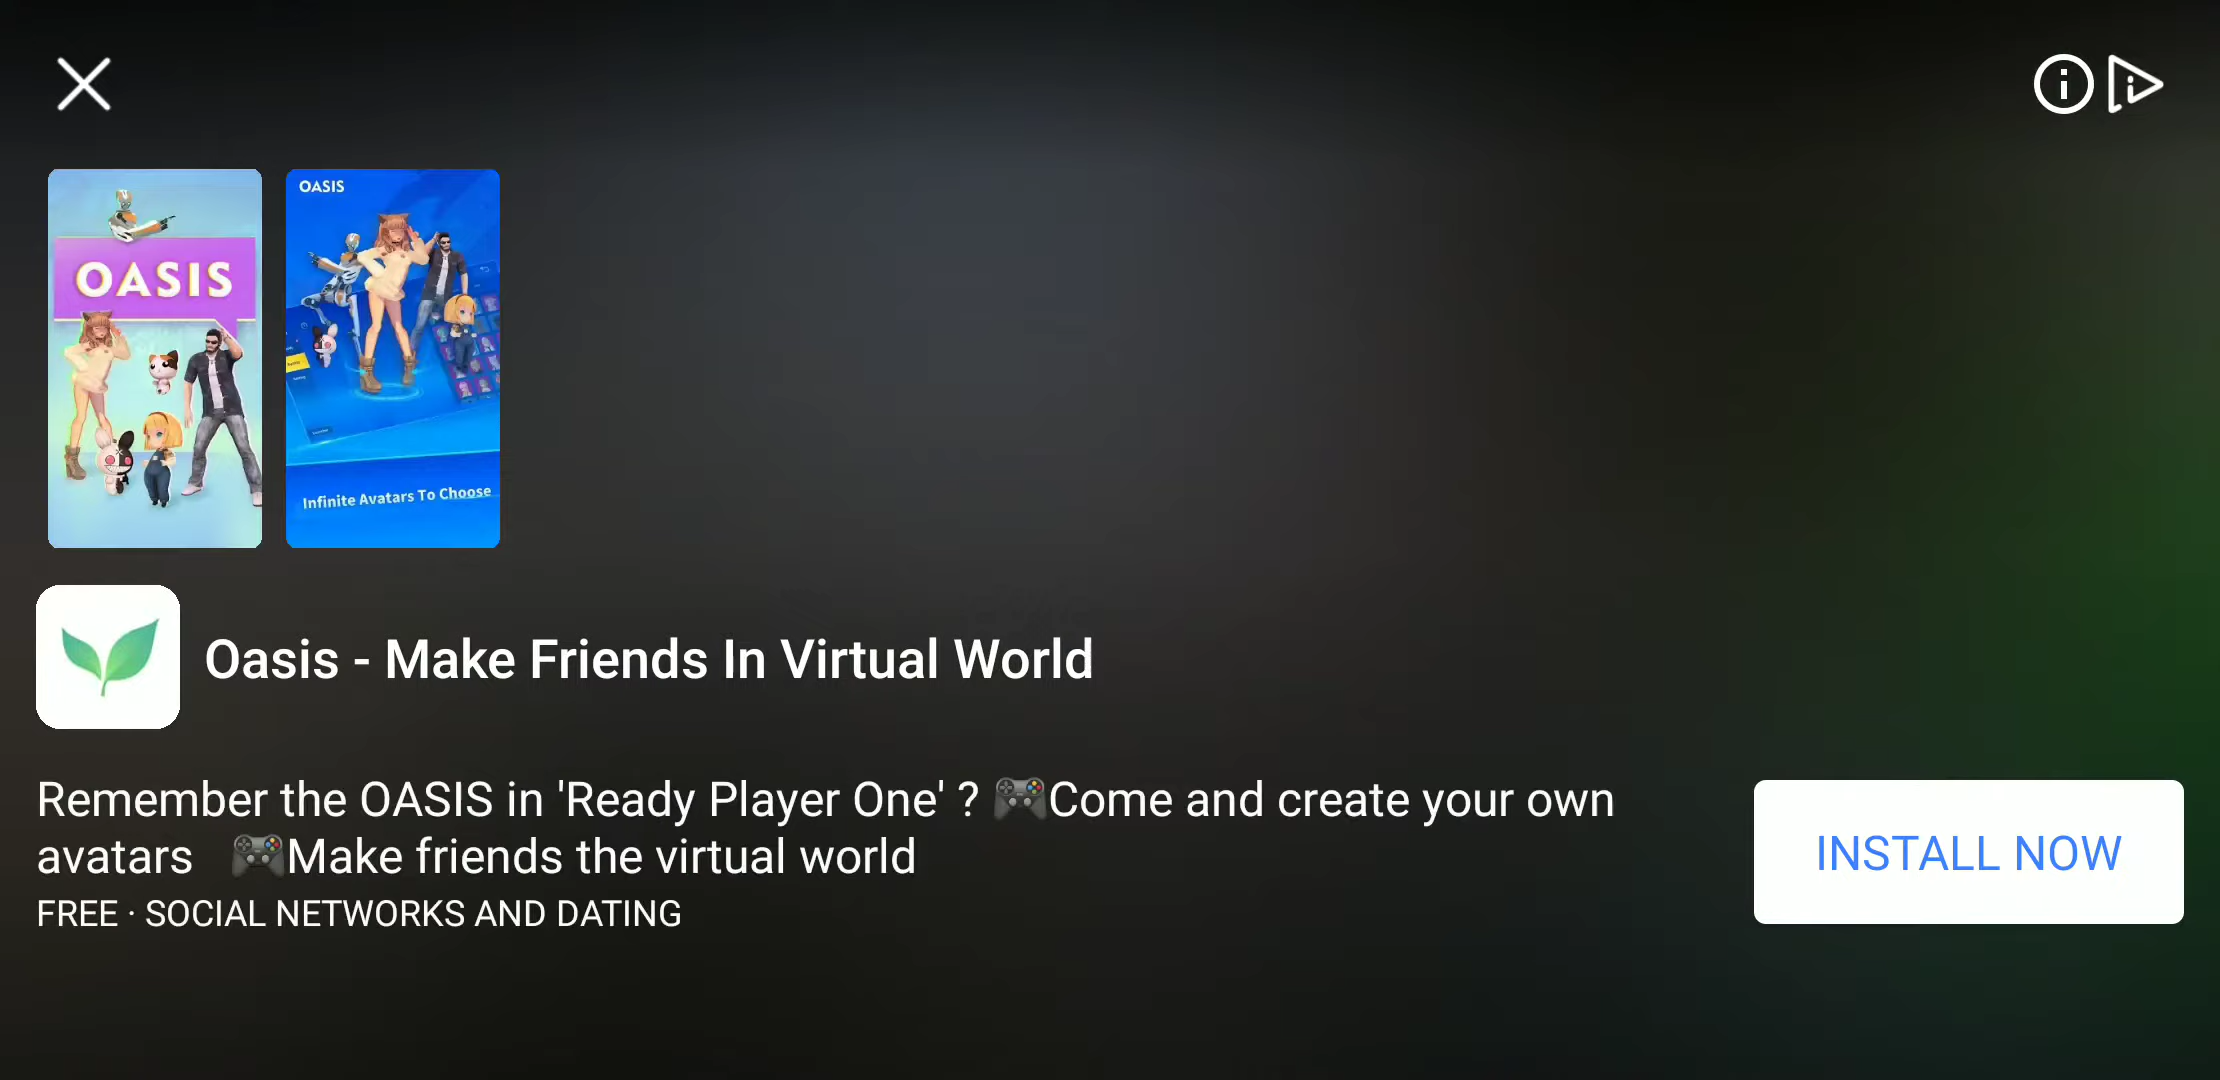 OASIS
OASIS
Infinite Avatars To Choose
Oasis - Make Friends In Virtual World
Remember the OASIS in 'Ready Player One' ? 🎮Come and create your own
avatars 🎮Make friends the virtual world
FREE · SOCIAL NETWORKS AND DATING
INSTALL NOW